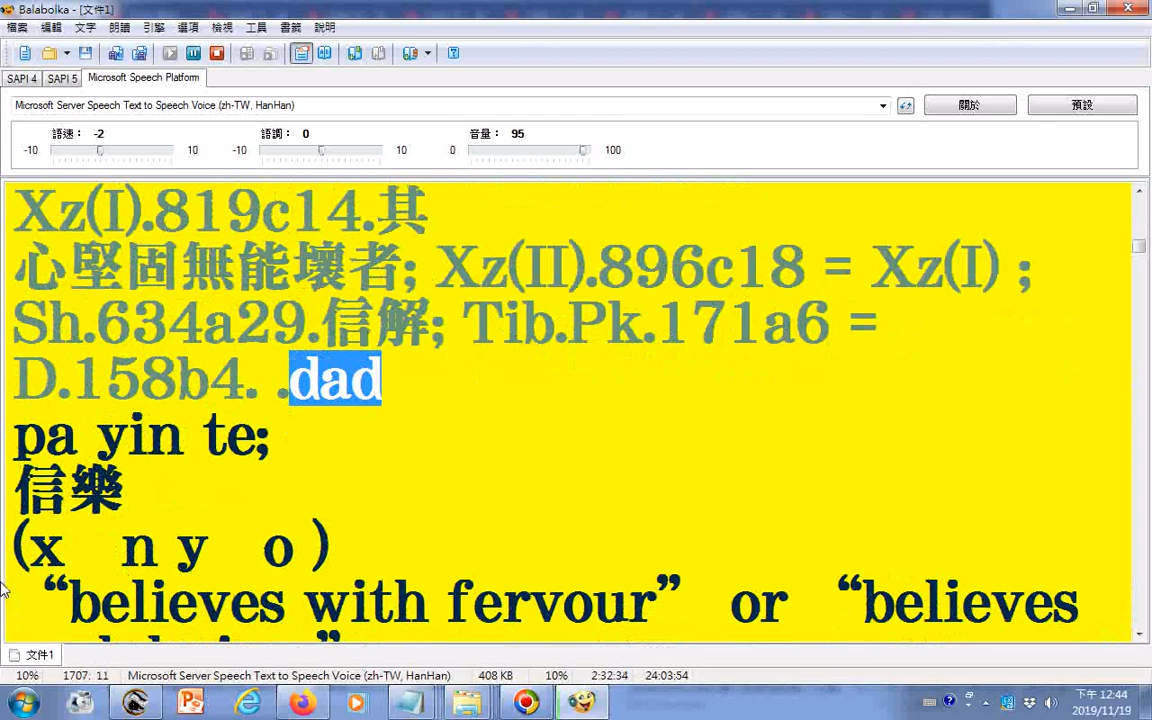 Balabolka - [文件1]
檔案 編輯 文字 朗讀 引擎 選項 檢視 工具 書籤 說明
SAPI 4 SAPI 5 Microsoft Speech Platform
Microsoft Server Speech Text to Speech Voice (zh-TW, HanHan) 關於 預設
語速： -2 語調： 0 音量： 95
-10 10 -10 10 0 100
Xz(I).819c14.其
心堅固無能壞者; Xz(II).896c18 = Xz(I) ;
Sh.634a29.信解; Tib.Pk.171a6 =
D.158b4. .dad
pa yin te;
信樂
(x n y o )
“believes with fervour” or “believes
文件1
10% 1707: 11 Microsoft Server Speech Text to Speech Voice (zh-TW, HanHan) 408 KB 10% 2:32:34 24:03:54
下午 12:44
2019/11/19